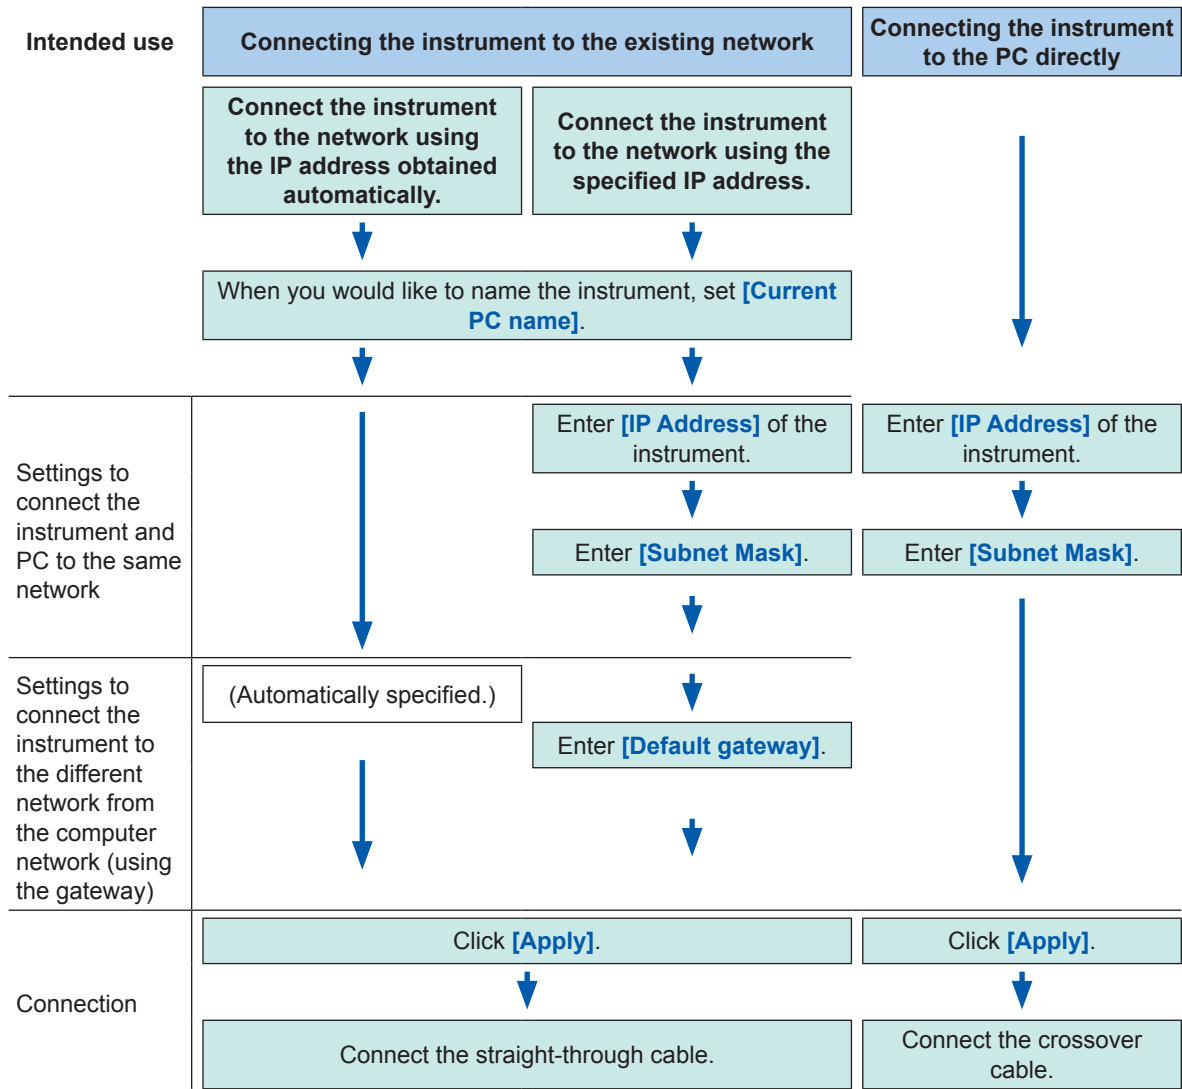 Intended use
Connecting the instrument to the existing network
Connecting the instrument
to the PC directly
Connect the instrument
to the network using
the IP address obtained
automatically.
Connect the instrument
to the network using the
specified IP address.
When you would like to name the instrument, set [Current
PC name].
Settings to
connect the
instrument and
PC to the same
network
Enter [IP Address] of the
instrument.
Enter [IP Address] of the
instrument.
Enter [Subnet Mask].
Enter [Subnet Mask].
Settings to
connect the
instrument to
the different
network from
the computer
network (using
the gateway)
(Automatically specified.)
Enter [Default gateway].
Connection
Click [Apply].
Click [Apply].
Connect the straight-through cable.
Connect the crossover
cable.